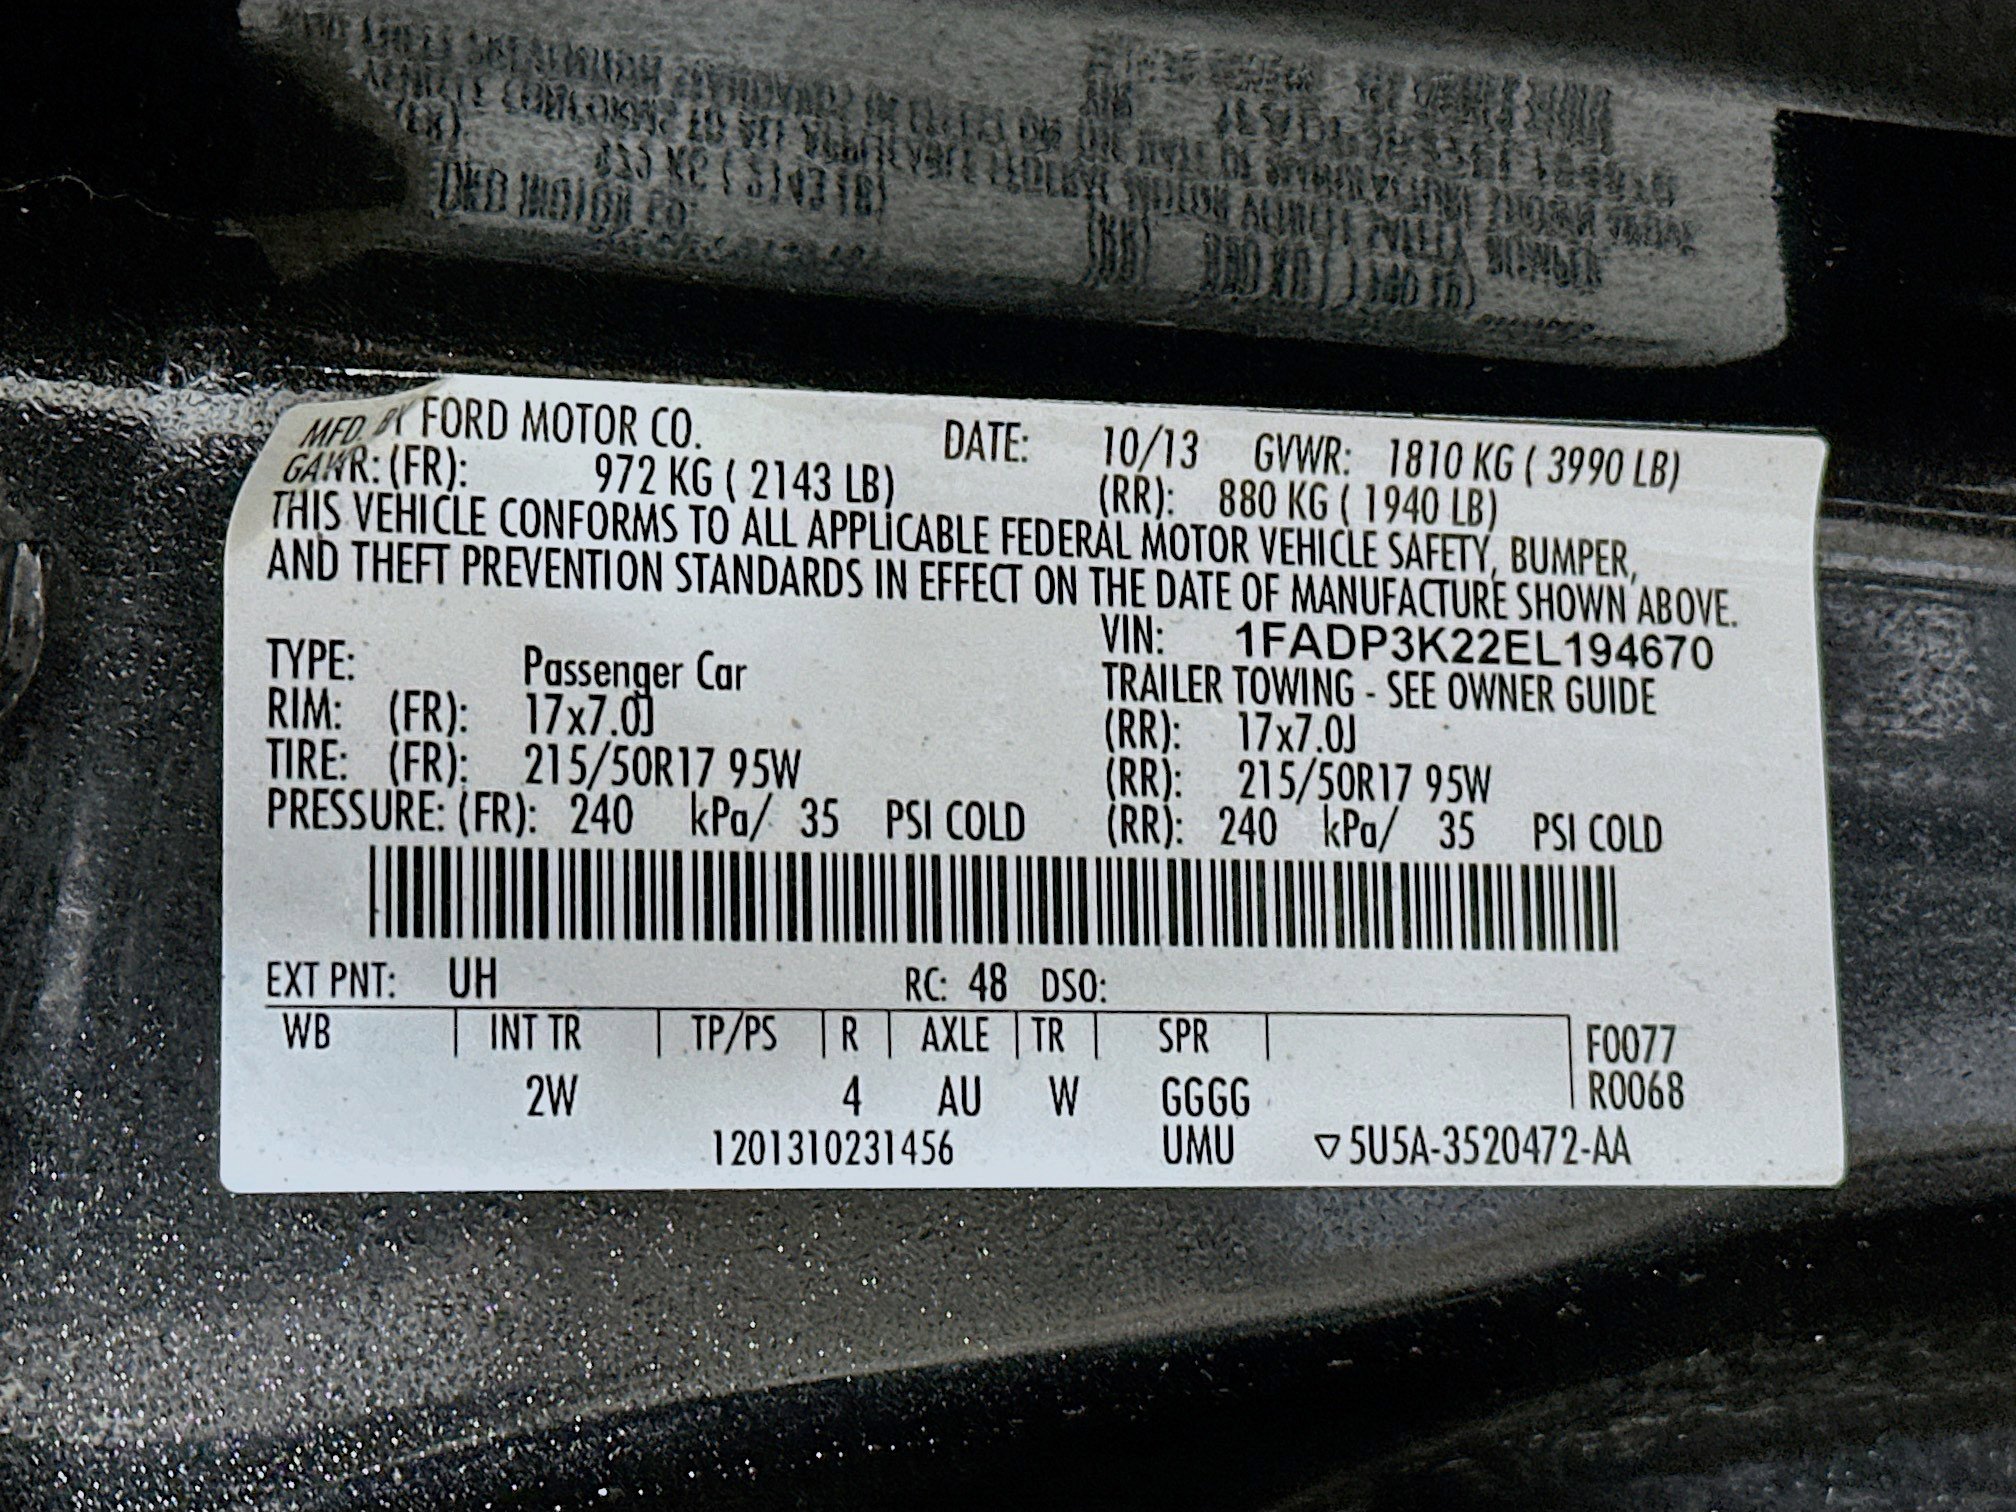 MFD. BY FORD MOTOR CO. DATE: 10/13 GVWR: 1810 KG ( 3990 LB)
GAWR: (FR): 972 KG ( 2143 LB) (RR): 880 KG ( 1940 LB)
THIS VEHICLE CONFORMS TO ALL APPLICABLE FEDERAL MOTOR VEHICLE SAFETY, BUMPER,
AND THEFT PREVENTION STANDARDS IN EFFECT ON THE DATE OF MANUFACTURE SHOWN ABOVE.
VIN: 1FADP3K22EL194670
TYPE: Passenger Car TRAILER TOWING - SEE OWNER GUIDE
RIM: (FR): 17x7.0J (RR): 17x7.0J
TIRE: (FR): 215/50R17 95W (RR): 215/50R17 95W
PRESSURE: (FR): 240 kPa/ 35 PSI COLD (RR): 240 kPa/ 35 PSI COLD
EXT PNT: UH RC: 48 DSO:
WB | INT TR | TP/PS | R | AXLE | TR | SPR | F0077
2W 4 AU W GGGG R0068
1201310231456 UMU ▽5U5A-3520472-AA